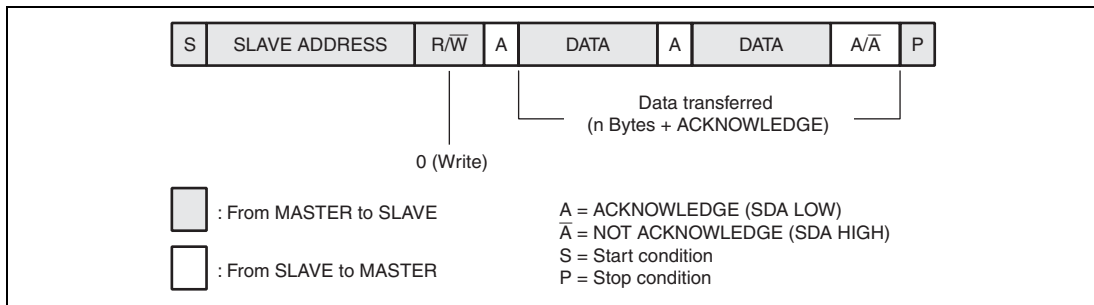 S SLAVE ADDRESS R/W̅ A DATA A DATA A/A̅ P
Data transferred
(n Bytes + ACKNOWLEDGE)
0 (Write)
: From MASTER to SLAVE
: From SLAVE to MASTER
A = ACKNOWLEDGE (SDA LOW)
A̅ = NOT ACKNOWLEDGE (SDA HIGH)
S = Start condition
P = Stop condition